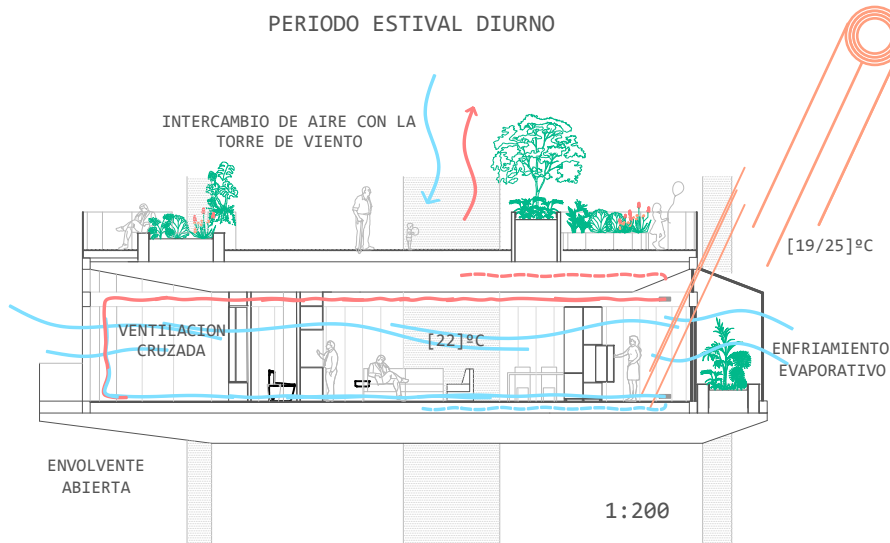 PERIODO ESTIVAL DIURNO
INTERCAMBIO DE AIRE CON LA
TORRE DE VIENTO
[19/25]ºC
VENTILACION
CRUZADA
[22]ºC
ENFRIAMIENTO
EVAPORATIVO
ENVOLVENTE
ABIERTA
1:200